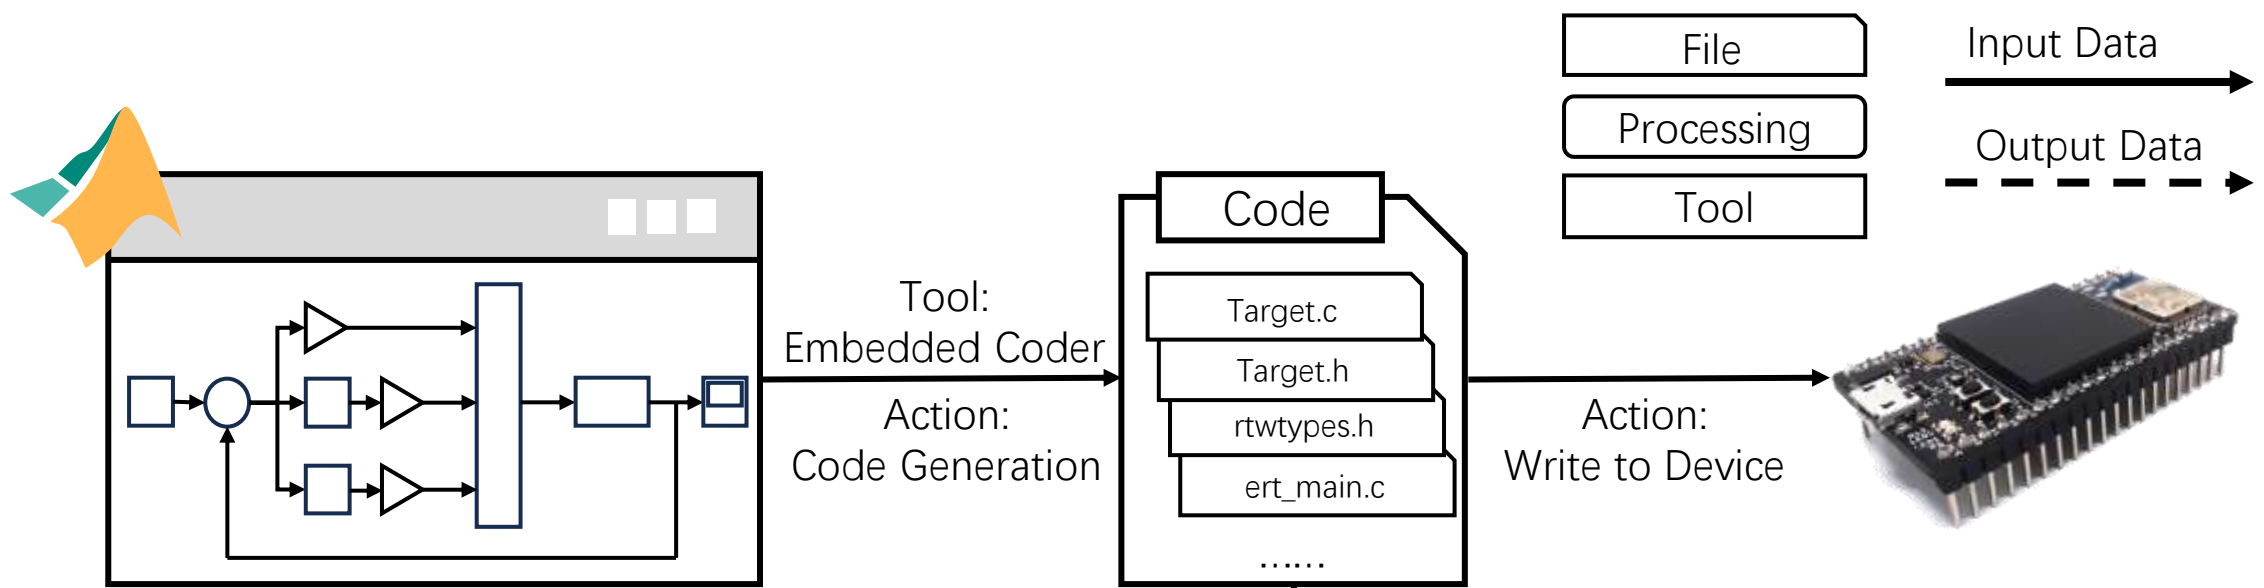 File
Processing
Tool
Input Data
Output Data
Tool:
Embedded Coder
Action:
Code Generation
Code
Target.c
Target.h
rtwtypes.h
ert_main.c
......
Action:
Write to Device